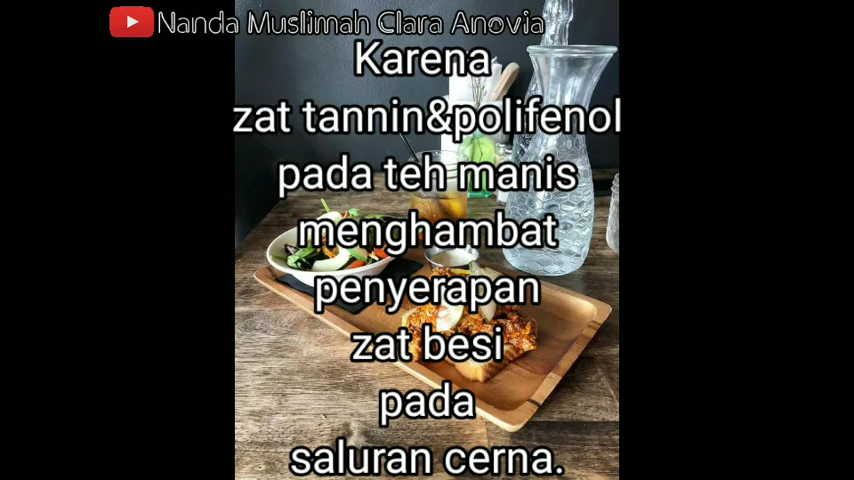 Nanda Muslimah Clara Anovia
Karena
zat tannin&polifenol
pada teh manis
menghambat
penyerapan
zat besi
pada
saluran cerna.